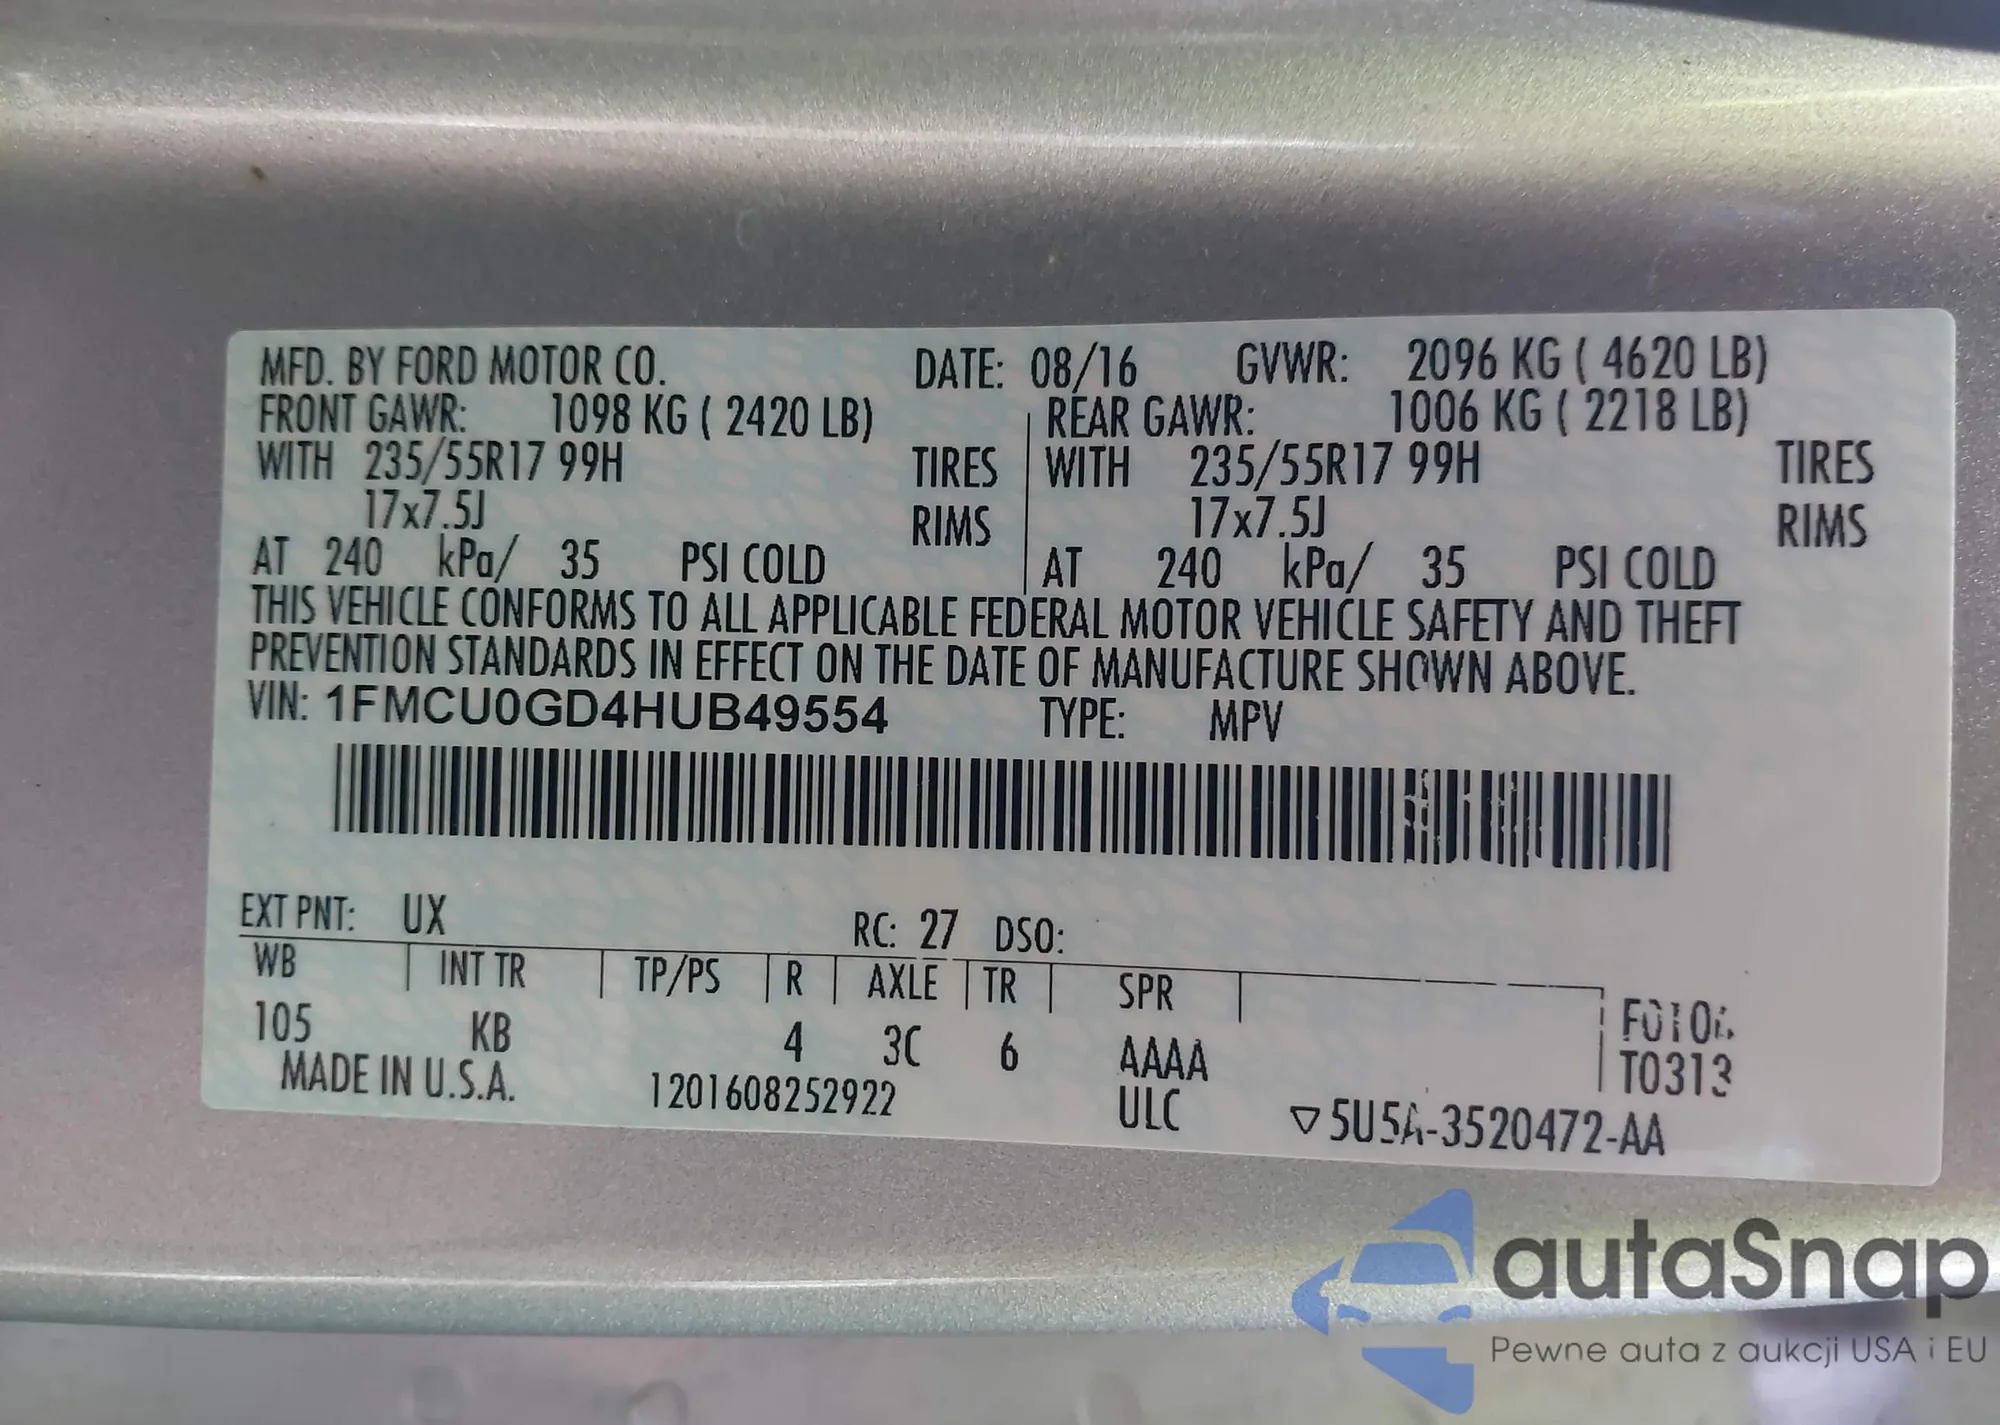 MFD. BY FORD MOTOR CO. DATE: 08/16 GVWR: 2096 KG ( 4620 LB)
FRONT GAWR: 1098 KG ( 2420 LB) REAR GAWR: 1006 KG ( 2218 LB)
WITH 235/55R17 99H TIRES WITH 235/55R17 99H TIRES
17x7.5J RIMS 17x7.5J RIMS
AT 240 kPa/ 35 PSI COLD AT 240 kPa/ 35 PSI COLD
THIS VEHICLE CONFORMS TO ALL APPLICABLE FEDERAL MOTOR VEHICLE SAFETY AND THEFT
PREVENTION STANDARDS IN EFFECT ON THE DATE OF MANUFACTURE SHOWN ABOVE.
VIN: 1FMCU0GD4HUB49554 TYPE: MPV
EXT PNT: UX RC: 27 DSO:
WB INT TR TP/PS R AXLE TR SPR
105 KB 4 3C 6 AAAA
T0313
MADE IN U.S.A. 1201608252922 ULC ▽5U5A-3520472-AA
autaSnap
Pewne auta z aukcji USA i EU